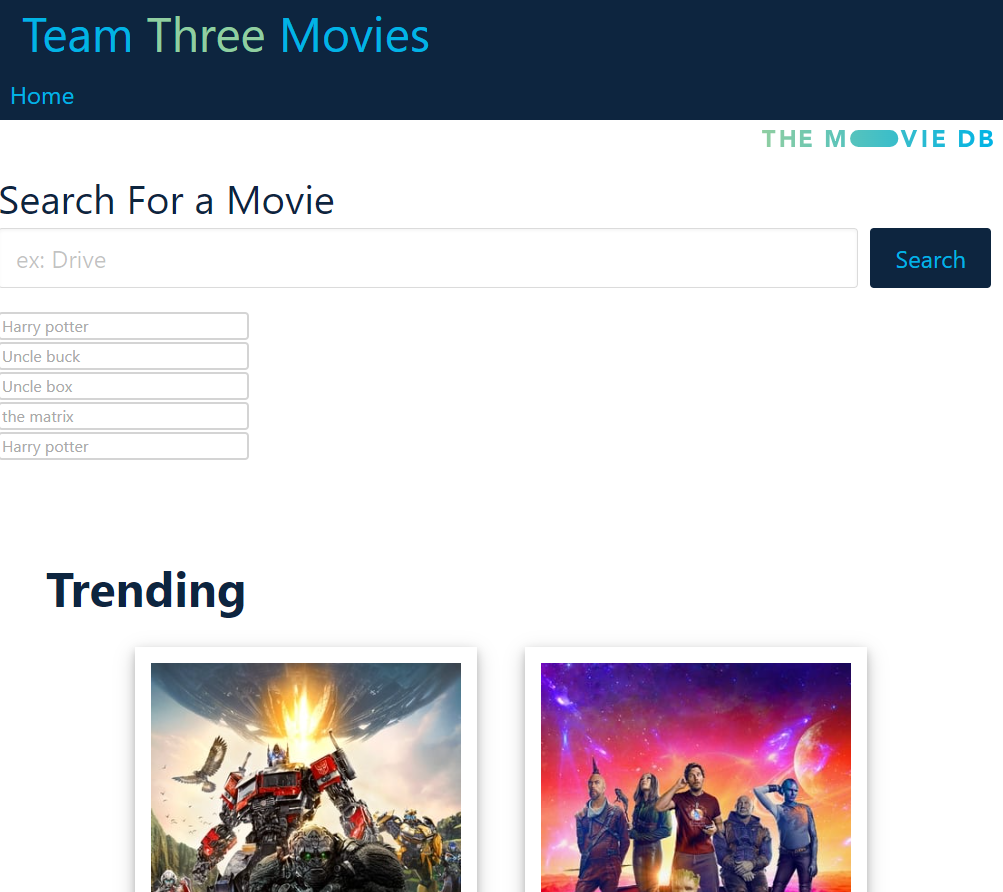 Team Three Movies
Home
THE M VIE DB
Search For a Movie
ex: Drive
Search
Harry potter
Uncle buck
Uncle box
the matrix
Harry potter
Trending